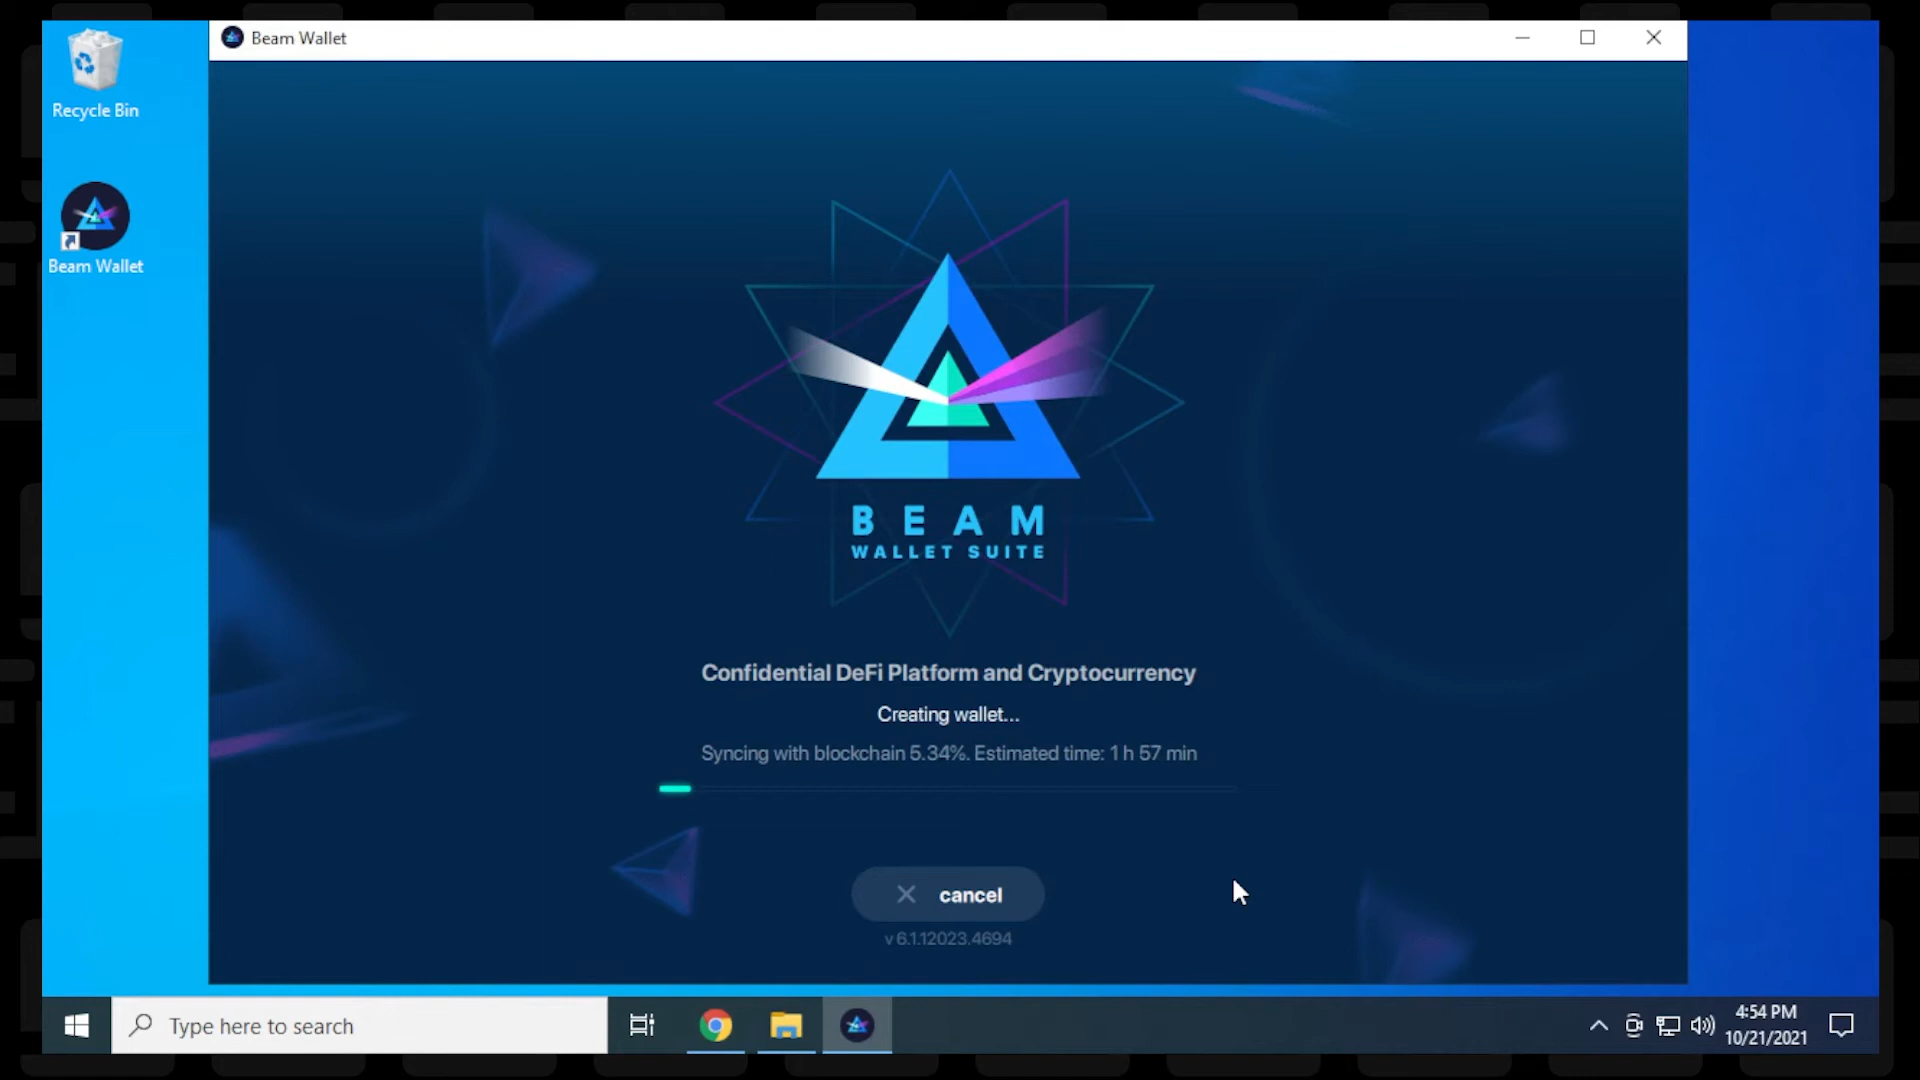 Beam Wallet
Recycle Bin
Beam Wallet
BEAM
WALLET SUITE
Confidential DeFi Platform and Cryptocurrency
Creating wallet...
Syncing with blockchain 5.34%. Estimated time: 1 h 57 min
cancel
v 6.1.12023.4694
Type here to search
4:54 PM
10/21/2021